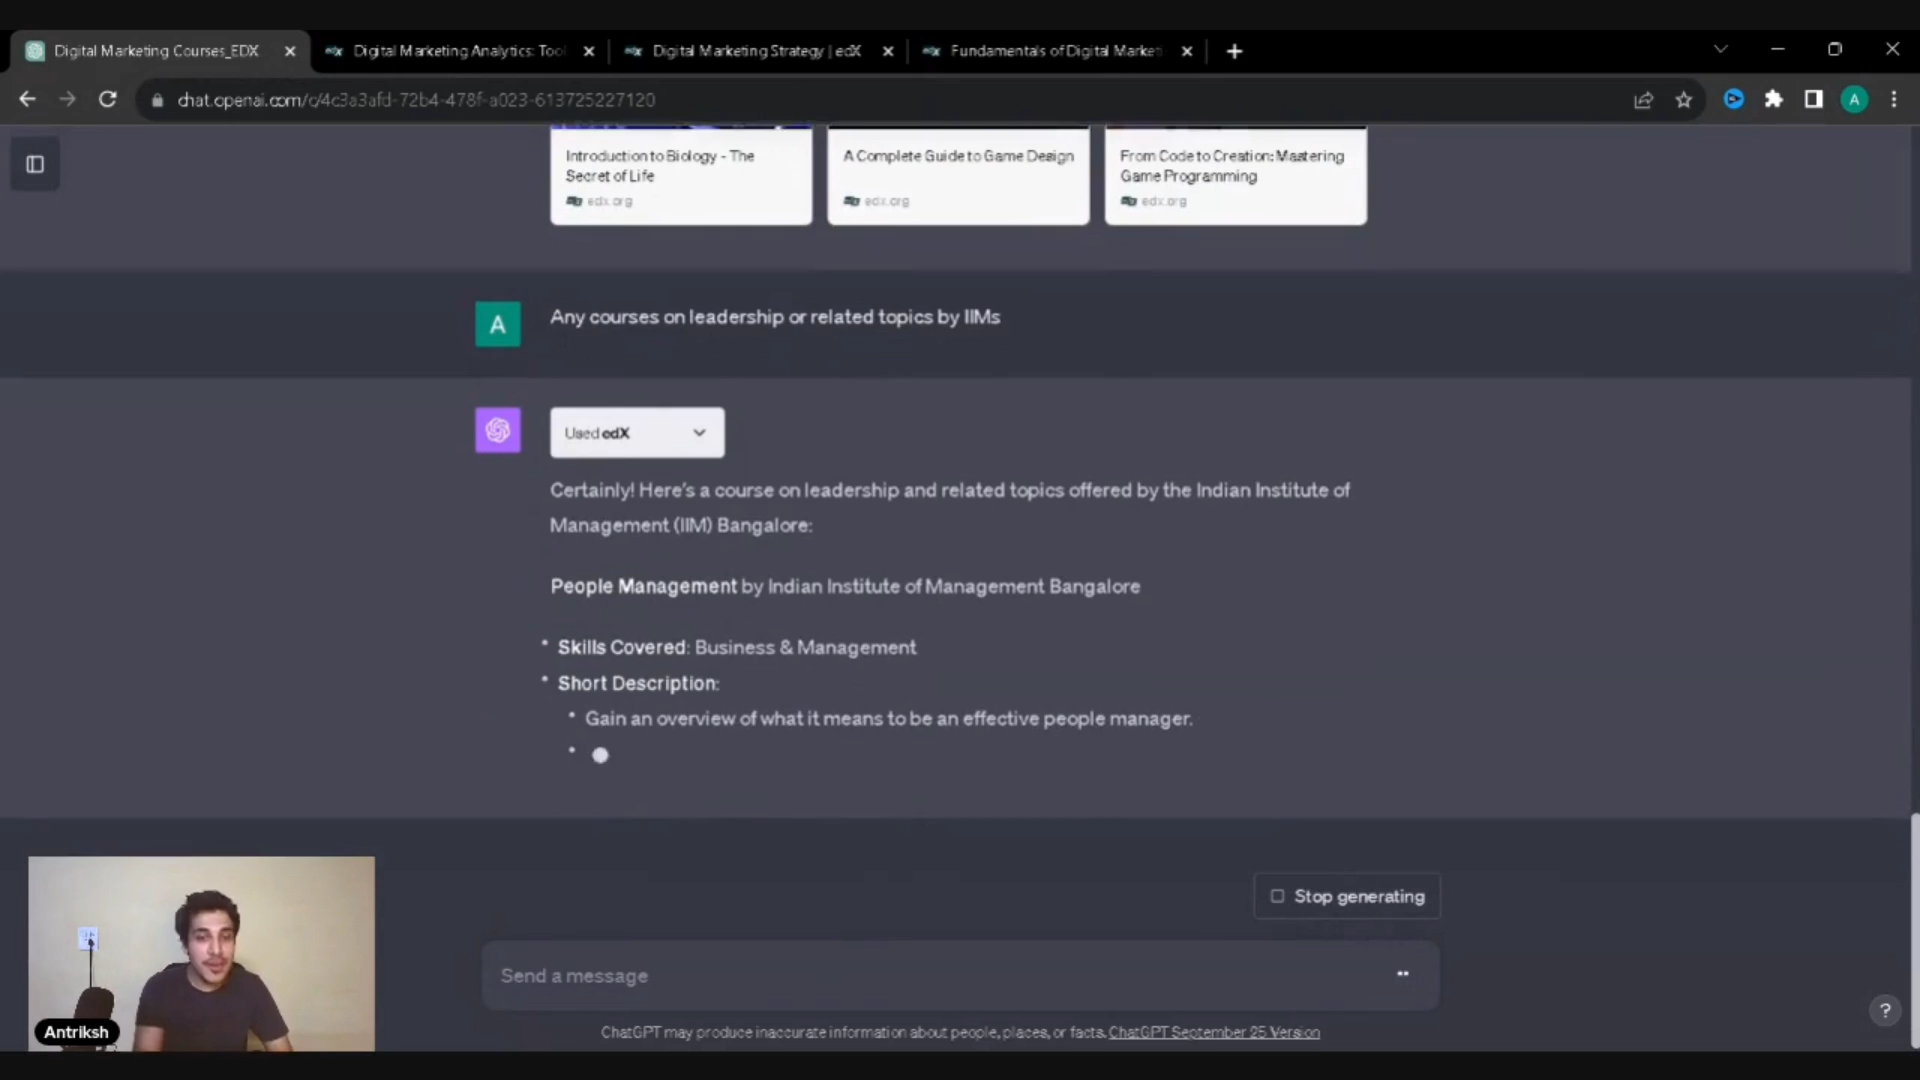 Digital Marketing Courses_EDX
Digital Marketing Analytics: Tool
Digital Marketing Strategy | edX
Fundamentals of Digital Marketi
chat.openai.com/c/4c3a3afd-72b4-478f-a023-613725227120
A
Introduction to Biology - The
Secret of Life
edx.org
A Complete Guide to Game Design
edx.org
From Code to Creation: Mastering
Game Programming
edx.org
A
Any courses on leadership or related topics by IIMs
Used edX
Certainly! Here's a course on leadership and related topics offered by the Indian Institute of
Management (IIM) Bangalore:
People Management by Indian Institute of Management Bangalore
• Skills Covered: Business & Management
• Short Description:
• Gain an overview of what it means to be an effective people manager.
•
Stop generating
Send a message
ChatGPT may produce inaccurate information about people, places, or facts. ChatGPT September 25 Version
?
Antriksh